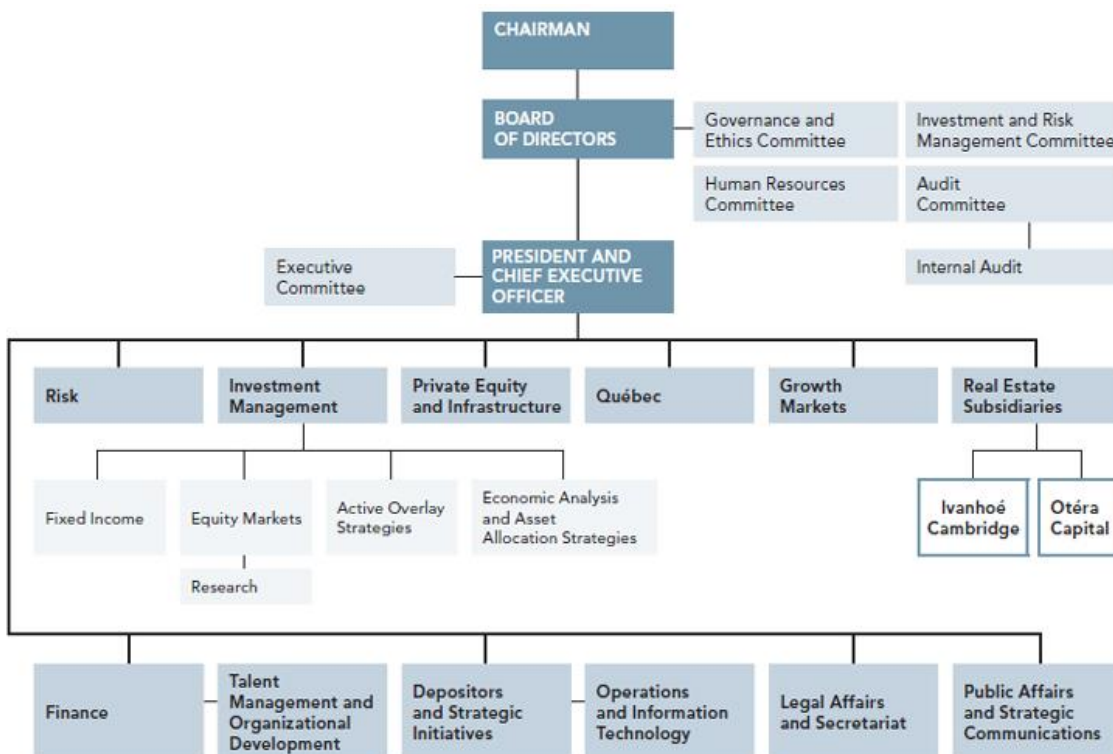 CHAIRMAN
BOARD
OF DIRECTORS
Governance and
Ethics Committee
Investment and Risk
Management Committee
Human Resources
Committee
Audit
Committee
Internal Audit
Executive
Committee
PRESIDENT AND
CHIEF EXECUTIVE
OFFICER
Risk
Investment
Management
Private Equity
and Infrastructure
Québec
Growth
Markets
Real Estate
Subsidiaries
Fixed Income
Equity Markets
Active Overlay
Strategies
Economic Analysis
and Asset
Allocation Strategies
Ivanhoé
Cambridge
Otéra
Capital
Research
Finance
Talent
Management and
Organizational
Development
Depositors
and Strategic
Initiatives
Operations
and Information
Technology
Legal Affairs
and Secretariat
Public Affairs
and Strategic
Communications